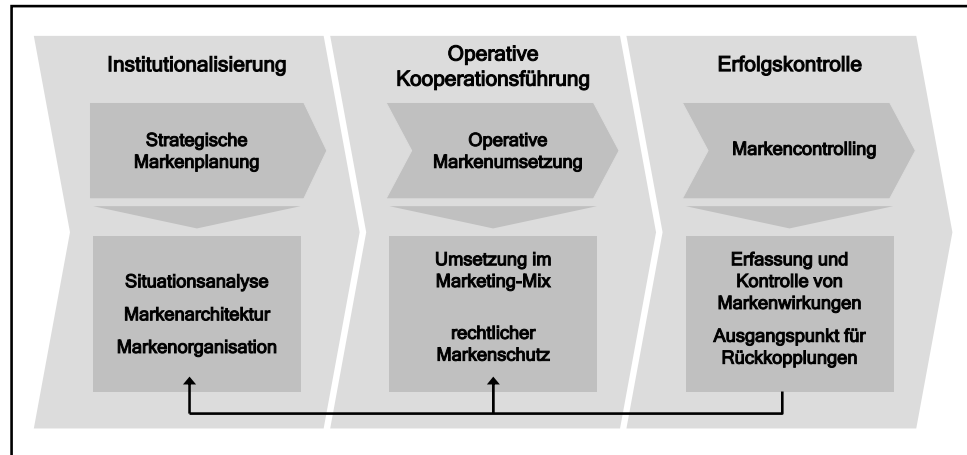 Institutionalisierung
Strategische
Markenplanung
Situationsanalyse
Markenarchitektur
Markenorganisation
Operative
Kooperationsführung
Operative
Markenumsetzung
Umsetzung im
Marketing-Mix
rechtlicher
Markenschutz
Erfolgskontrolle
Markencontrolling
Erfassung und
Kontrolle von
Markenwirkungen
Ausgangspunkt für
Rückkopplungen